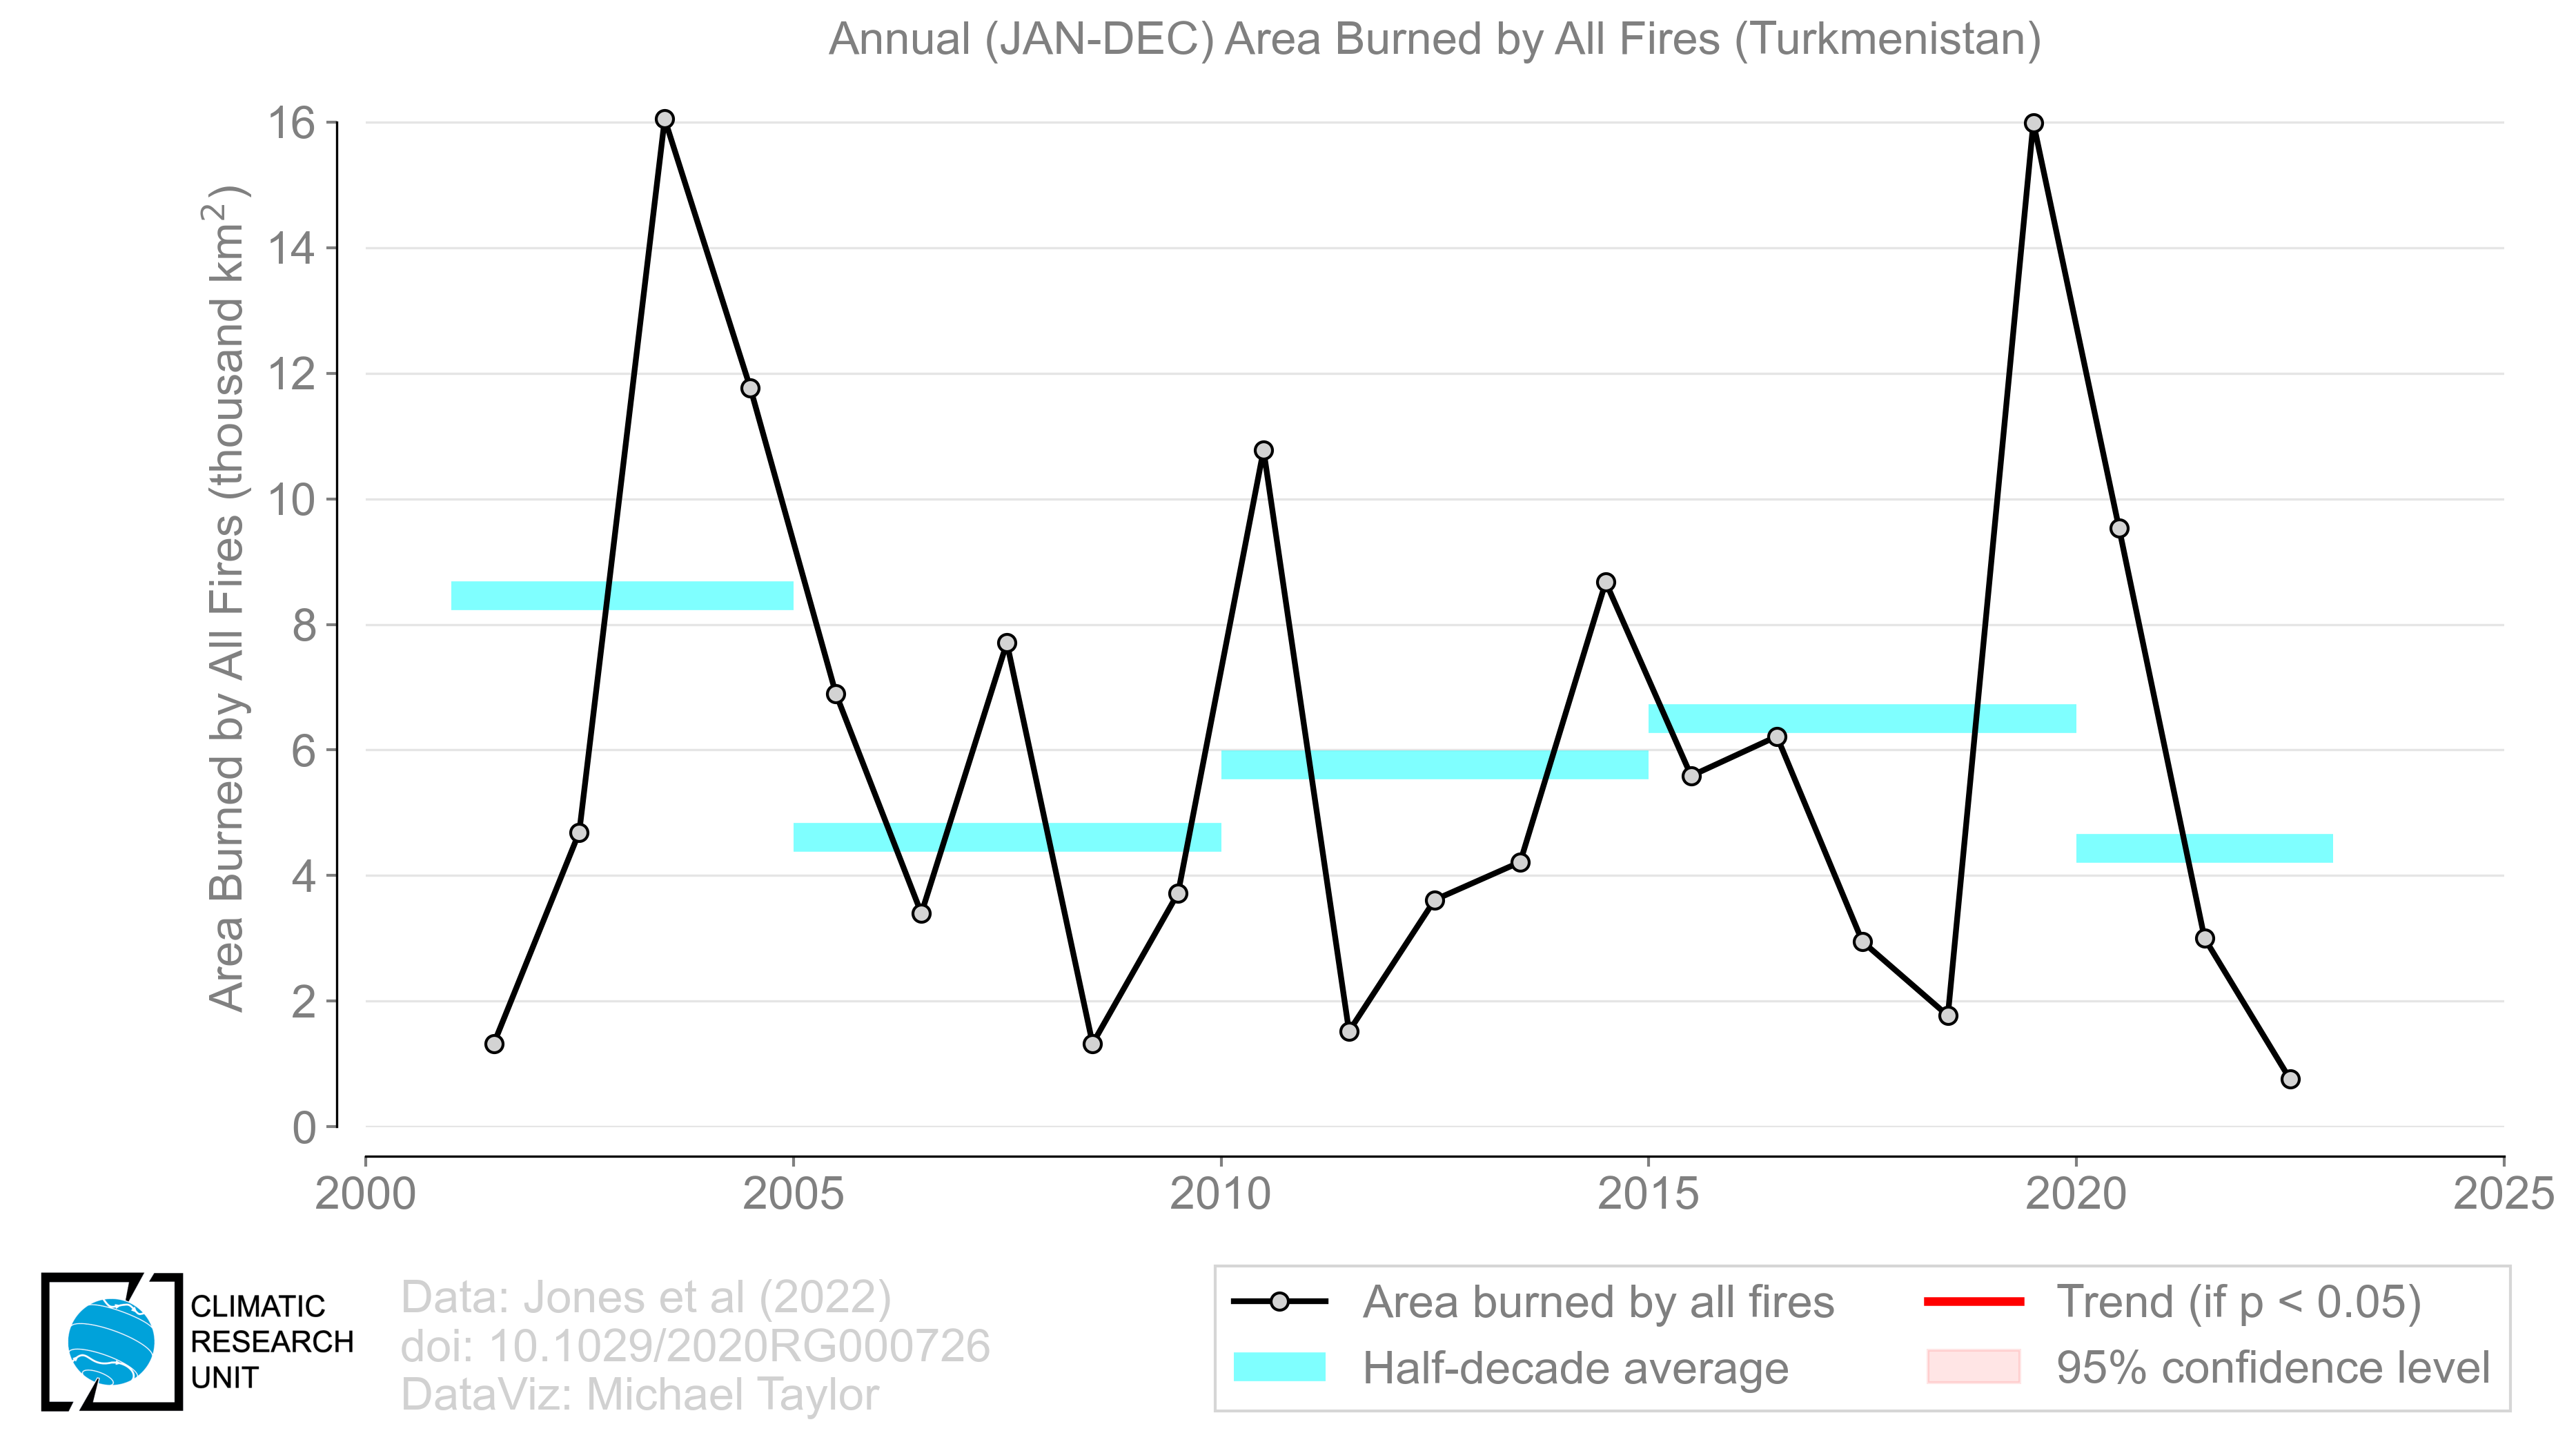 Annual (JAN-DEC) Area Burned by All Fires (Turkmenistan)
Area Burned by All Fires (thousand km²)
16
14
12
10
8
6
4
2
0
2000
2005
2010
2015
2020
2025
CLIMATIC
RESEARCH
UNIT
Data: Jones et al (2022)
doi: 10.1029/2020RG000726
DataViz: Michael Taylor
Area burned by all fires
Half-decade average
Trend (if p < 0.05)
95% confidence level